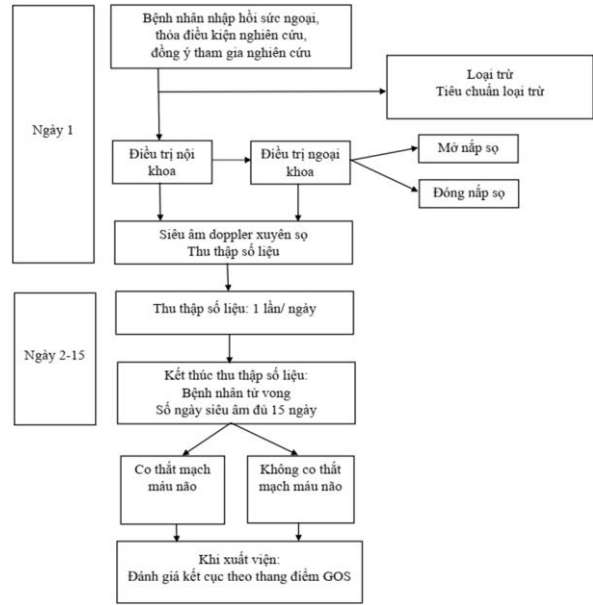 Bệnh nhân nhập hồi sức ngoại,
thỏa điều kiện nghiên cứu,
đồng ý tham gia nghiên cứu
Loại trừ
Tiêu chuẩn loại trừ
Ngày 1
Điều trị nội
khoa
Điều trị ngoại
khoa
Mở nắp sọ
Đóng nắp sọ
Siêu âm doppler xuyên sọ
Thu thập số liệu
Thu thập số liệu: 1 lần/ ngày
Ngày 2-15
Kết thúc thu thập số liệu:
Bệnh nhân tử vong
Số ngày siêu âm đủ 15 ngày
Co thắt mạch
máu não
Không co thắt
mạch máu não
Khi xuất viện:
Đánh giá kết cục theo thang điểm GOS